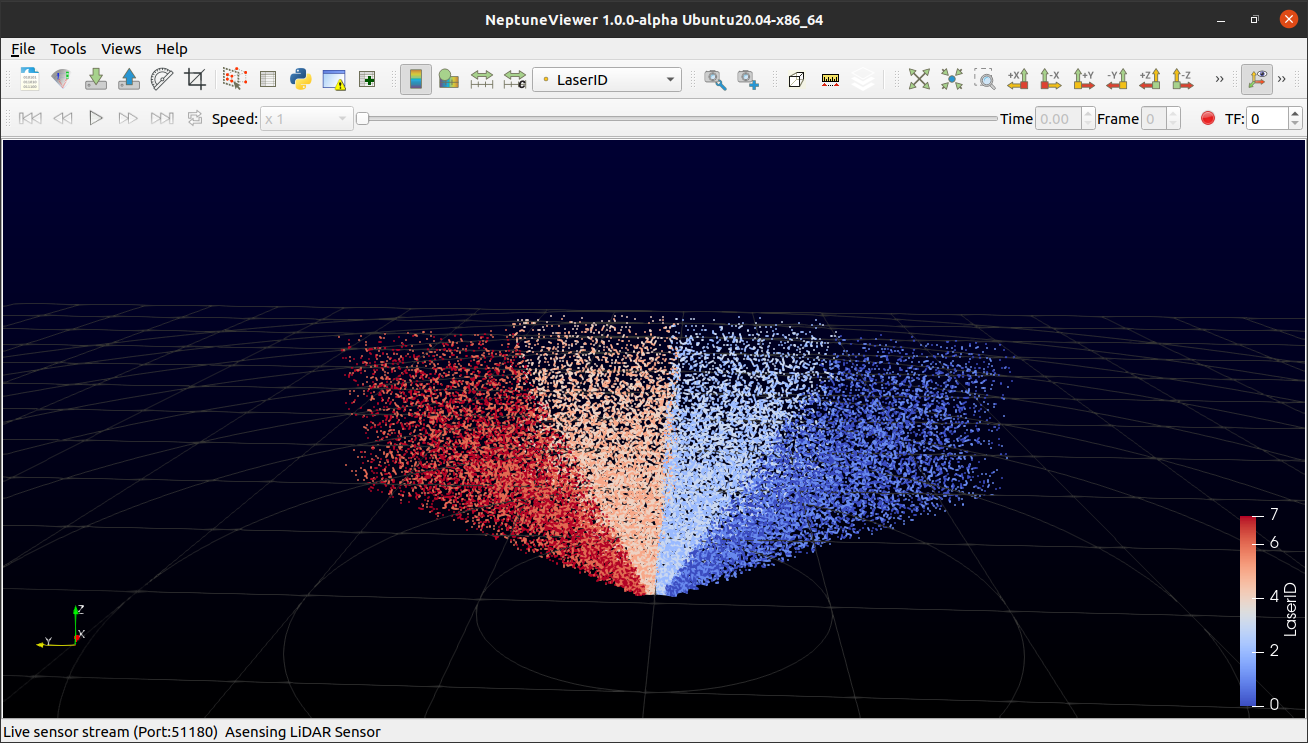 NeptuneViewer 1.0.0-alpha Ubuntu20.04-x86_64
File Tools Views Help
LaserID
+X -X +Y -Y +Z -Z
Speed: x 1 Time 0.00 Frame 0 TF: 0
7
6
4
2
0
LaserID
Z
Y X
Live sensor stream (Port:51180) Asensing LiDAR Sensor